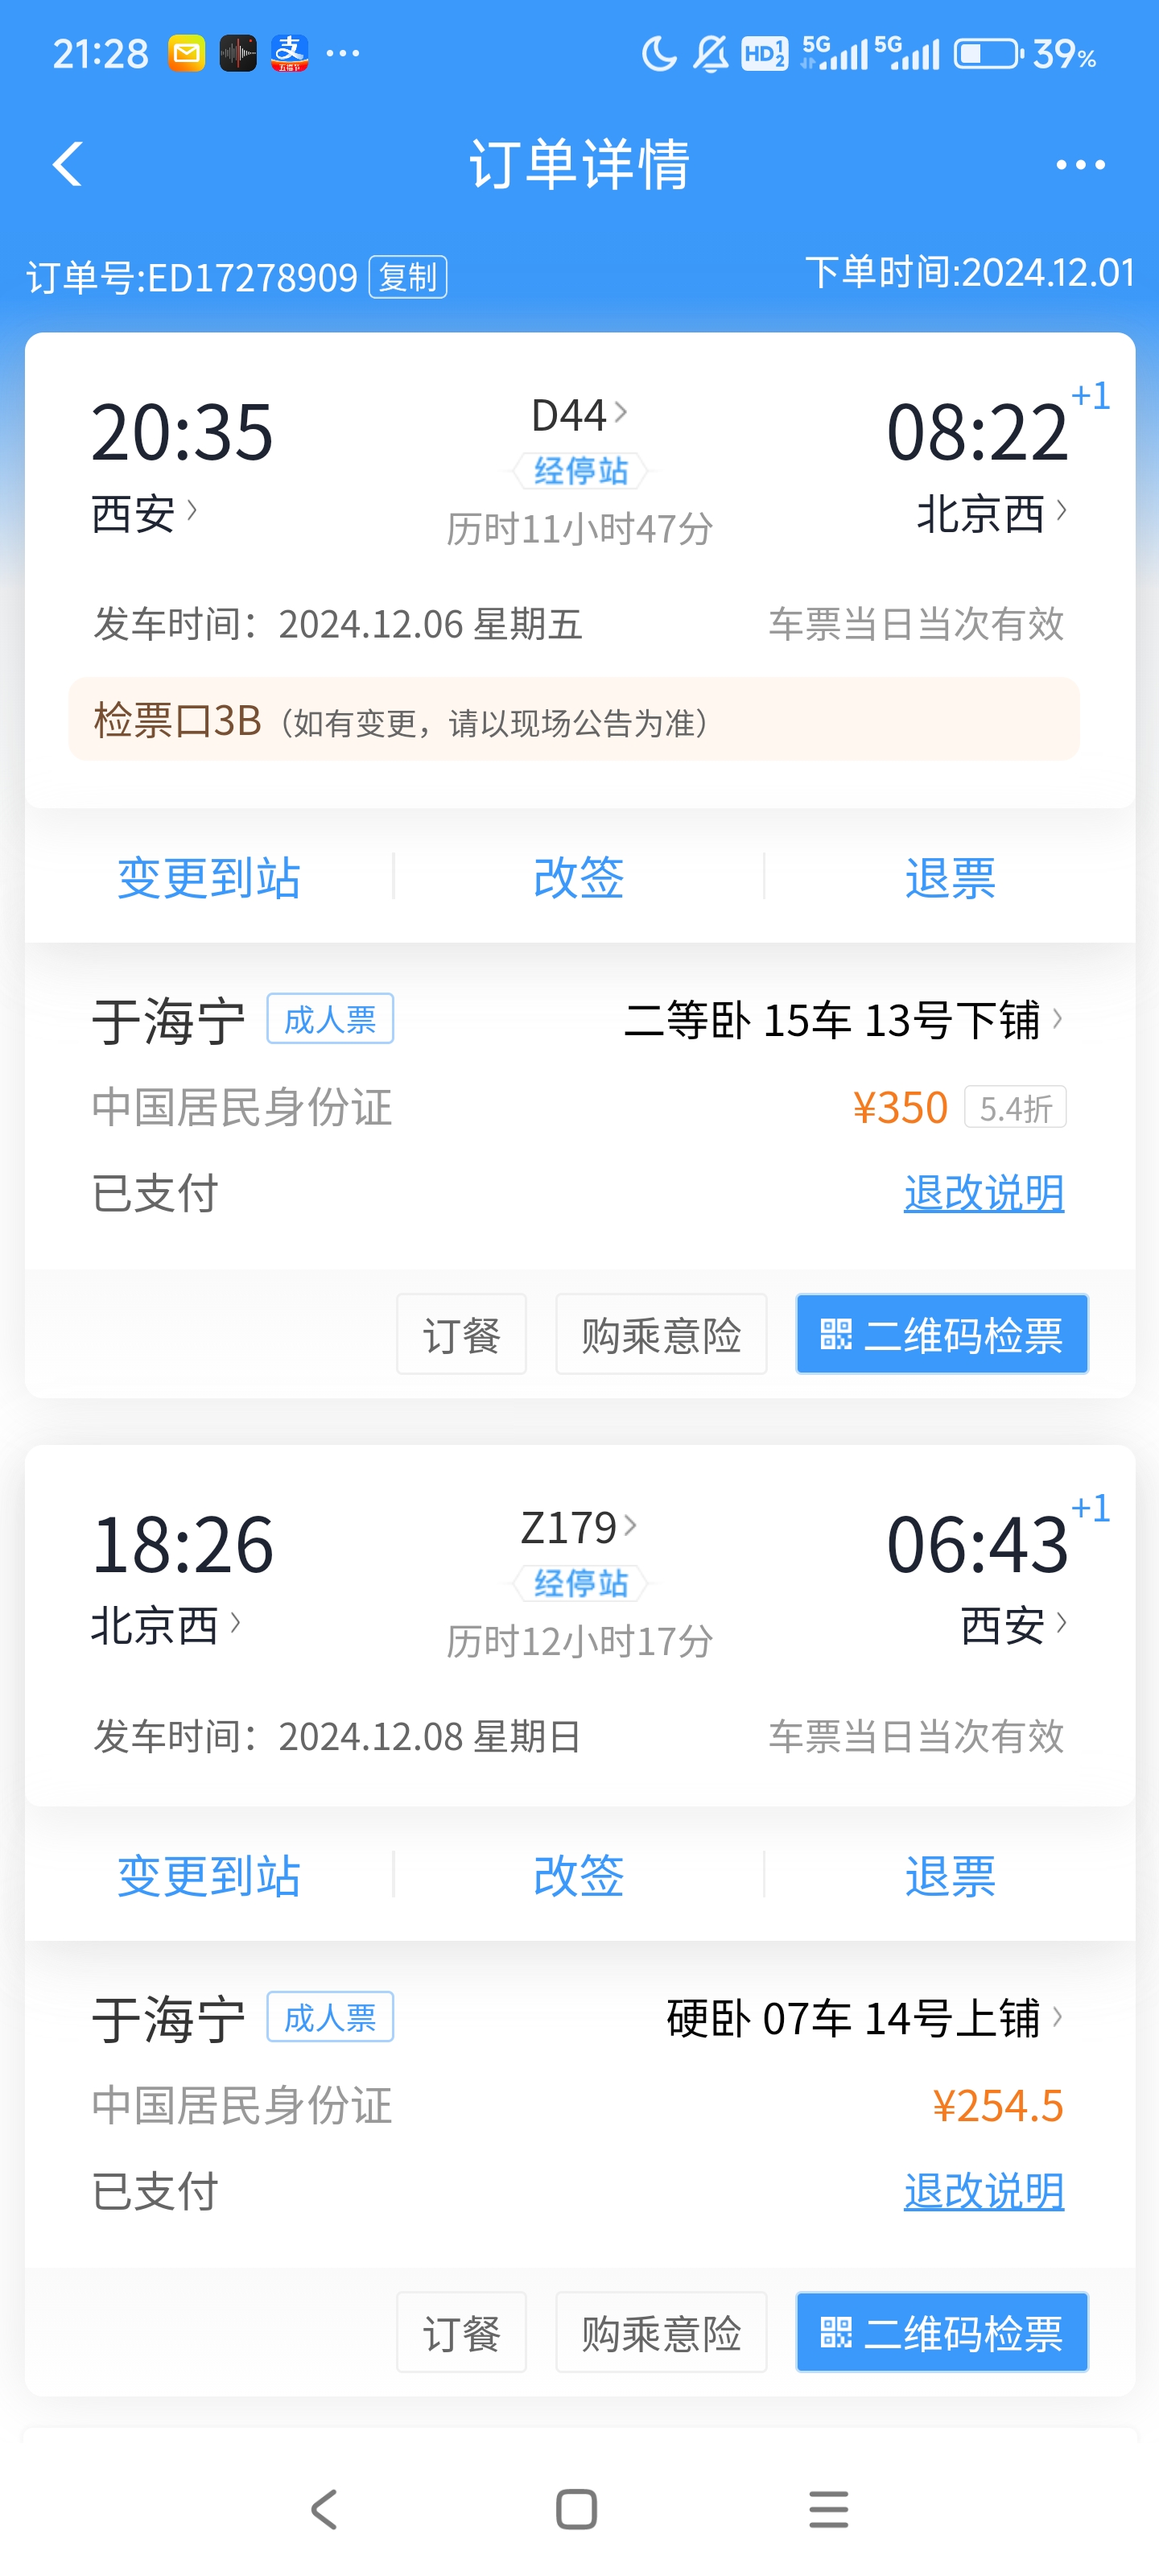 21:28 支 五福节 ... HD 1 2 5G 5G 39%
订单详情
订单号:ED17278909 复制 下单时间:2024.12.01
20:35 D44 08:22 +1
经停站
西安 历时11小时47分 北京西
发车时间：2024.12.06 星期五 车票当日当次有效
检票口3B（如有变更，请以现场公告为准）
变更到站 改签 退票
于海宁 成人票 二等卧 15车 13号下铺
中国居民身份证 ¥350 5.4折
已支付 退改说明
订餐 购乘意险 二维码检票
18:26 Z179 06:43 +1
经停站
北京西 历时12小时17分 西安
发车时间：2024.12.08 星期日 车票当日当次有效
变更到站 改签 退票
于海宁 成人票 硬卧 07车 14号上铺
中国居民身份证 ¥254.5
已支付 退改说明
订餐 购乘意险 二维码检票